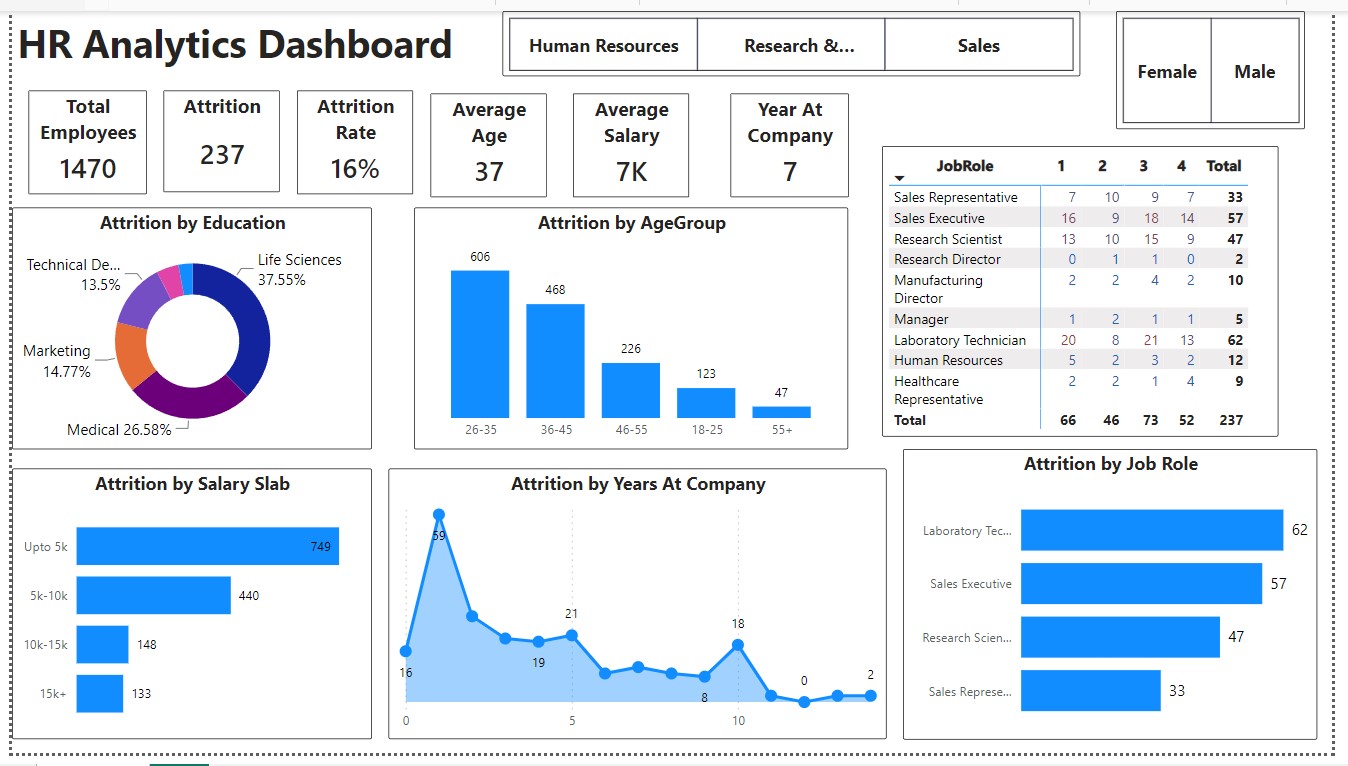 HR Analytics Dashboard
Human Resources
Research &...
Sales
Female
Male
Total
Employees
1470
Attrition
237
Attrition
Rate
16%
Average
Age
37
Average
Salary
7K
Year At
Company
7
JobRole 1 2 3 4 Total
Sales Representative 7 10 9 7 33
Sales Executive 16 9 18 14 57
Research Scientist 13 10 15 9 47
Research Director 0 1 1 0 2
Manufacturing 2 2 4 2 10
Director
Manager 1 2 1 1 5
Laboratory Technician 20 8 21 13 62
Human Resources 5 2 3 2 12
Healthcare 2 2 1 4 9
Representative
Total 66 46 73 52 237
Attrition by Education
Life Sciences
37.55%
Technical De...
13.5%
Marketing
14.77%
Medical 26.58%
Attrition by AgeGroup
606
468
226
123
47
26-35 36-45 46-55 18-25 55+
Attrition by Salary Slab
Upto 5k 749
5k-10k 440
10k-15k 148
15k+ 133
Attrition by Years At Company
59
16
19
21
8
18
0
2
0 5 10
Attrition by Job Role
Laboratory Tec... 62
Sales Executive 57
Research Scien... 47
Sales Represe... 33